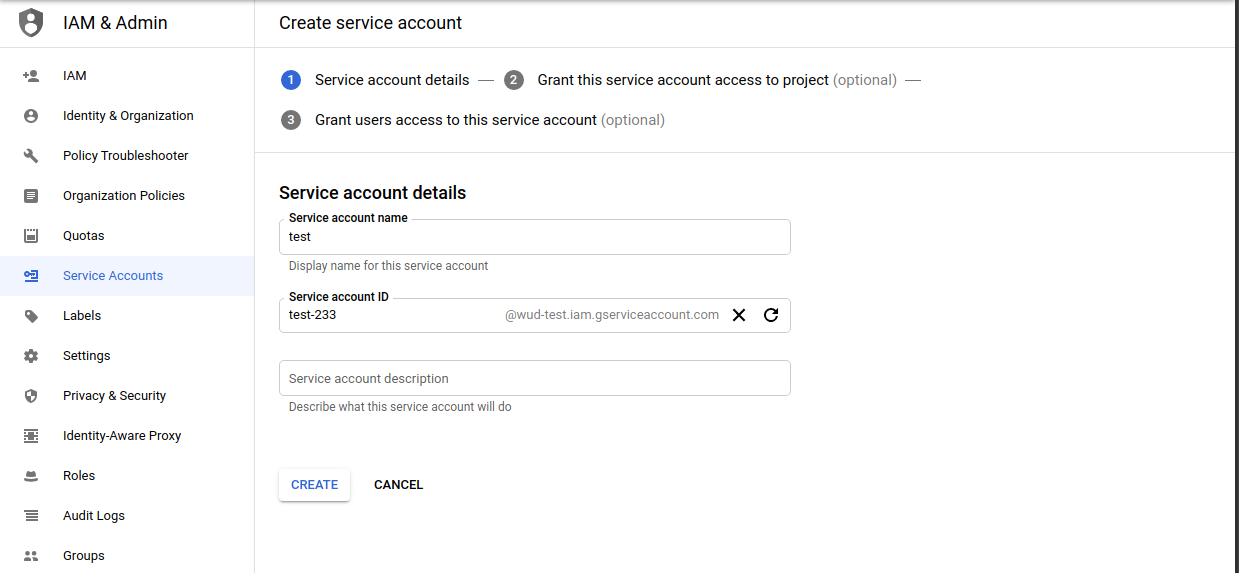 IAM & Admin
Create service account
IAM
Identity & Organization
Policy Troubleshooter
Organization Policies
Quotas
Service Accounts
Labels
Settings
Privacy & Security
Identity-Aware Proxy
Roles
Audit Logs
Groups
1 Service account details — 2 Grant this service account access to project (optional) —
3 Grant users access to this service account (optional)
Service account details
Service account name
test
Display name for this service account
Service account ID
test-233 @wud-test.iam.gserviceaccount.com
Service account description
Describe what this service account will do
CREATE CANCEL